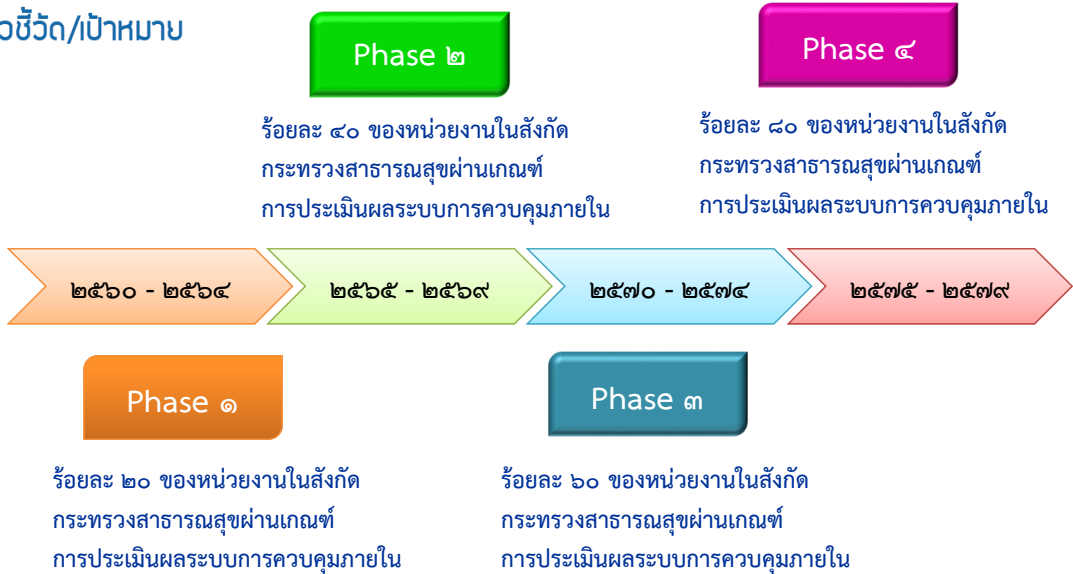 วชี้วัด/เป้าหมาย
Phase ๒
ร้อยละ ๔๐ ของหน่วยงานในสังกัด
กระทรวงสาธารณสุขผ่านเกณฑ์
การประเมินผลระบบการควบคุมภายใน
Phase ๔
ร้อยละ ๘๐ ของหน่วยงานในสังกัด
กระทรวงสาธารณสุขผ่านเกณฑ์
การประเมินผลระบบการควบคุมภายใน
๒๕๖๐ - ๒๕๖๔
๒๕๖๕ - ๒๕๖๙
๒๕๗๐ - ๒๕๗๔
๒๕๗๕ - ๒๕๗๙
Phase ๑
ร้อยละ ๒๐ ของหน่วยงานในสังกัด
กระทรวงสาธารณสุขผ่านเกณฑ์
การประเมินผลระบบการควบคุมภายใน
Phase ๓
ร้อยละ ๖๐ ของหน่วยงานในสังกัด
กระทรวงสาธารณสุขผ่านเกณฑ์
การประเมินผลระบบการควบคุมภายใน